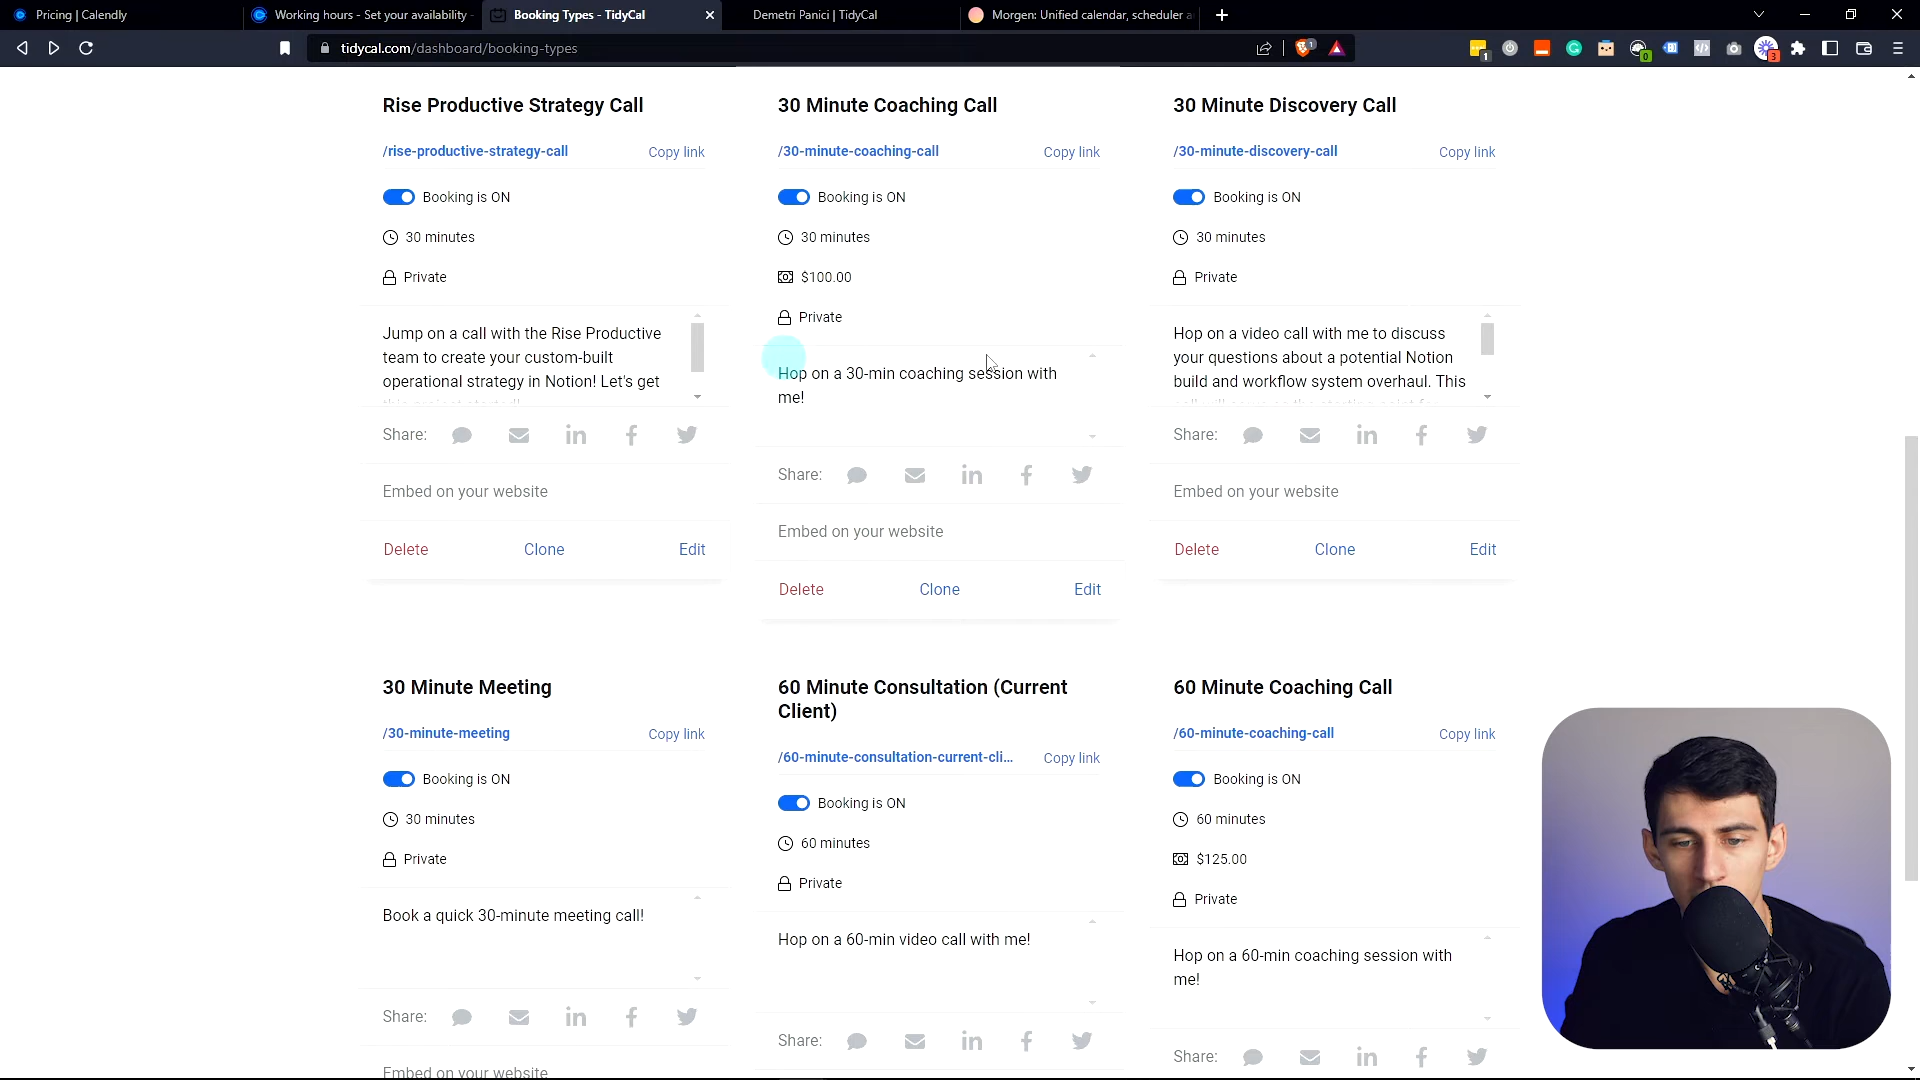 Pricing | Calendly
Working hours - Set your availability
Booking Types - TidyCal
Demetri Panici | TidyCal
Morgen: Unified calendar, scheduler a
tidycal.com/dashboard/booking-types
1
1
0
3
Rise Productive Strategy Call
/rise-productive-strategy-call
Copy link
Booking is ON
30 minutes
Private
Jump on a call with the Rise Productive
team to create your custom-built
operational strategy in Notion! Let's get
this project started!
Share:
Embed on your website
Delete
Clone
Edit
30 Minute Coaching Call
/30-minute-coaching-call
Copy link
Booking is ON
30 minutes
$100.00
Private
Hop on a 30-min coaching session with
me!
Share:
Embed on your website
Delete
Clone
Edit
30 Minute Discovery Call
/30-minute-discovery-call
Copy link
Booking is ON
30 minutes
Private
Hop on a video call with me to discuss
your questions about a potential Notion
build and workflow system overhaul. This
Share:
Embed on your website
Delete
Clone
Edit
30 Minute Meeting
/30-minute-meeting
Copy link
Booking is ON
30 minutes
Private
Book a quick 30-minute meeting call!
Share:
Embed on your website
60 Minute Consultation (Current
Client)
/60-minute-consultation-current-cli...
Copy link
Booking is ON
60 minutes
Private
Hop on a 60-min video call with me!
Share:
60 Minute Coaching Call
/60-minute-coaching-call
Copy link
Booking is ON
60 minutes
$125.00
Private
Hop on a 60-min coaching session with
me!
Share: